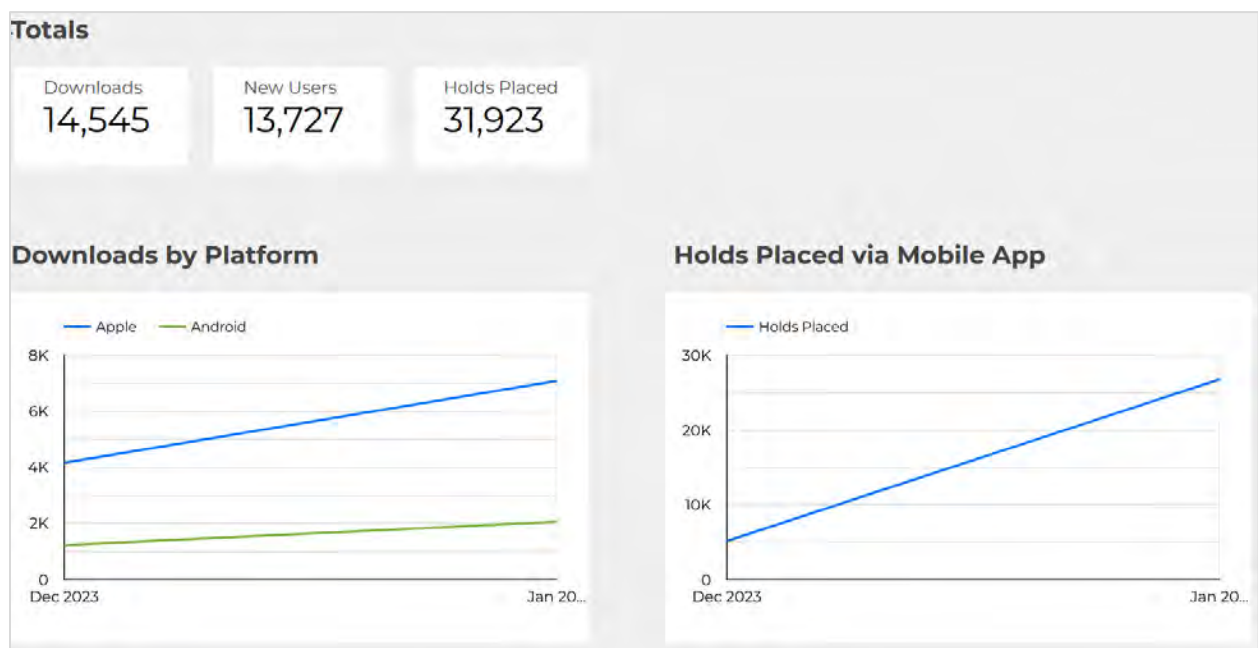 Totals
Downloads
14,545
New Users
13,727
Holds Placed
31,923
Downloads by Platform
Apple
Android
8K
6K
4K
2K
0
Dec 2023
Jan 20...
Holds Placed via Mobile App
Holds Placed
30K
20K
10K
0
Dec 2023
Jan 20...